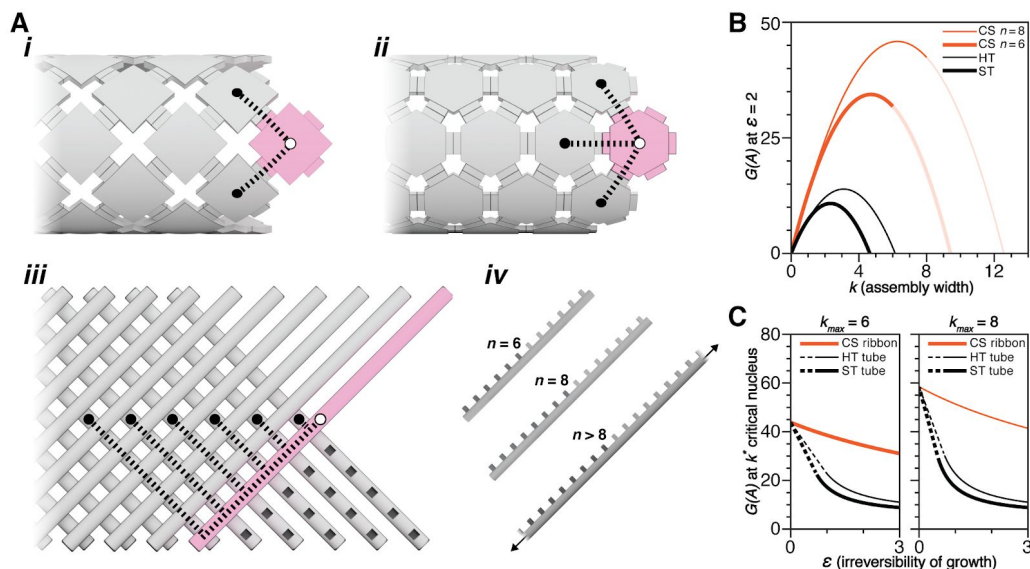 A
i
ii
iii
iv
n = 6
n = 8
n > 8
B
G(A) at ε = 2
50
25
0
CS n = 8
CS n = 6
HT
ST
0 4 8 12
k (assembly width)
C
G(A) at k* critical nucleus
kmax = 6
kmax = 8
80
60
40
20
0
CS ribbon
HT tube
ST tube
CS ribbon
HT tube
ST tube
0 3 0 3
ε (irreversibility of growth)